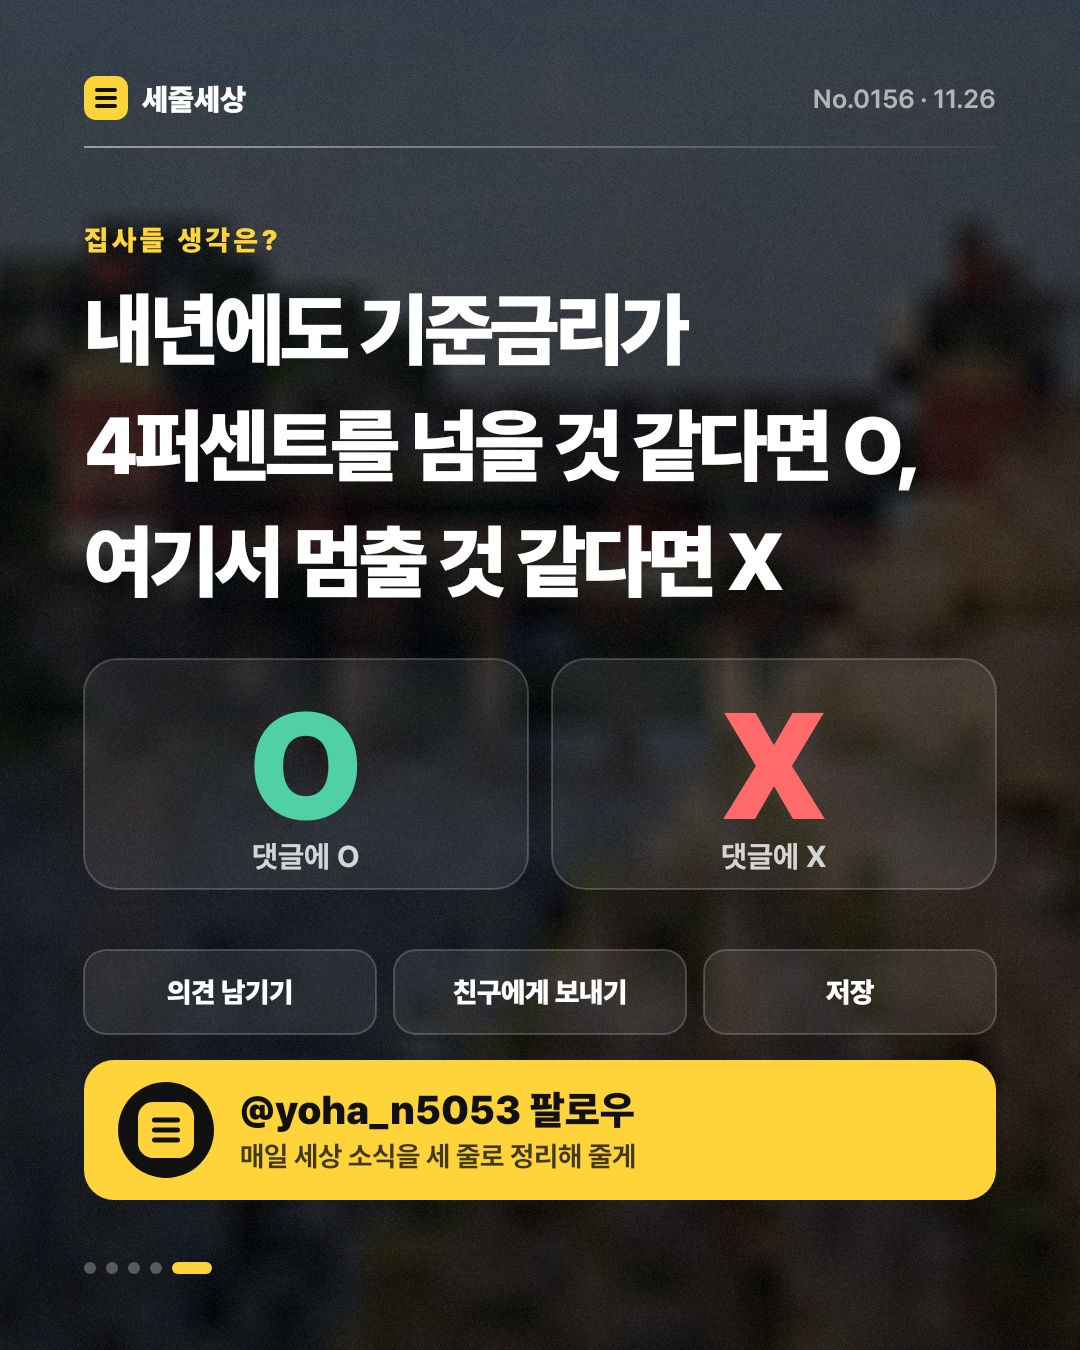 세줄세상
No.0156 · 11.26
집사들 생각은?
내년에도 기준금리가
4퍼센트를 넘을 것 같다면 O,
여기서 멈출 것 같다면 X
O
댓글에 O
X
댓글에 X
의견 남기기
친구에게 보내기
저장
@yoha_n5053 팔로우
매일 세상 소식을 세 줄로 정리해 줄게